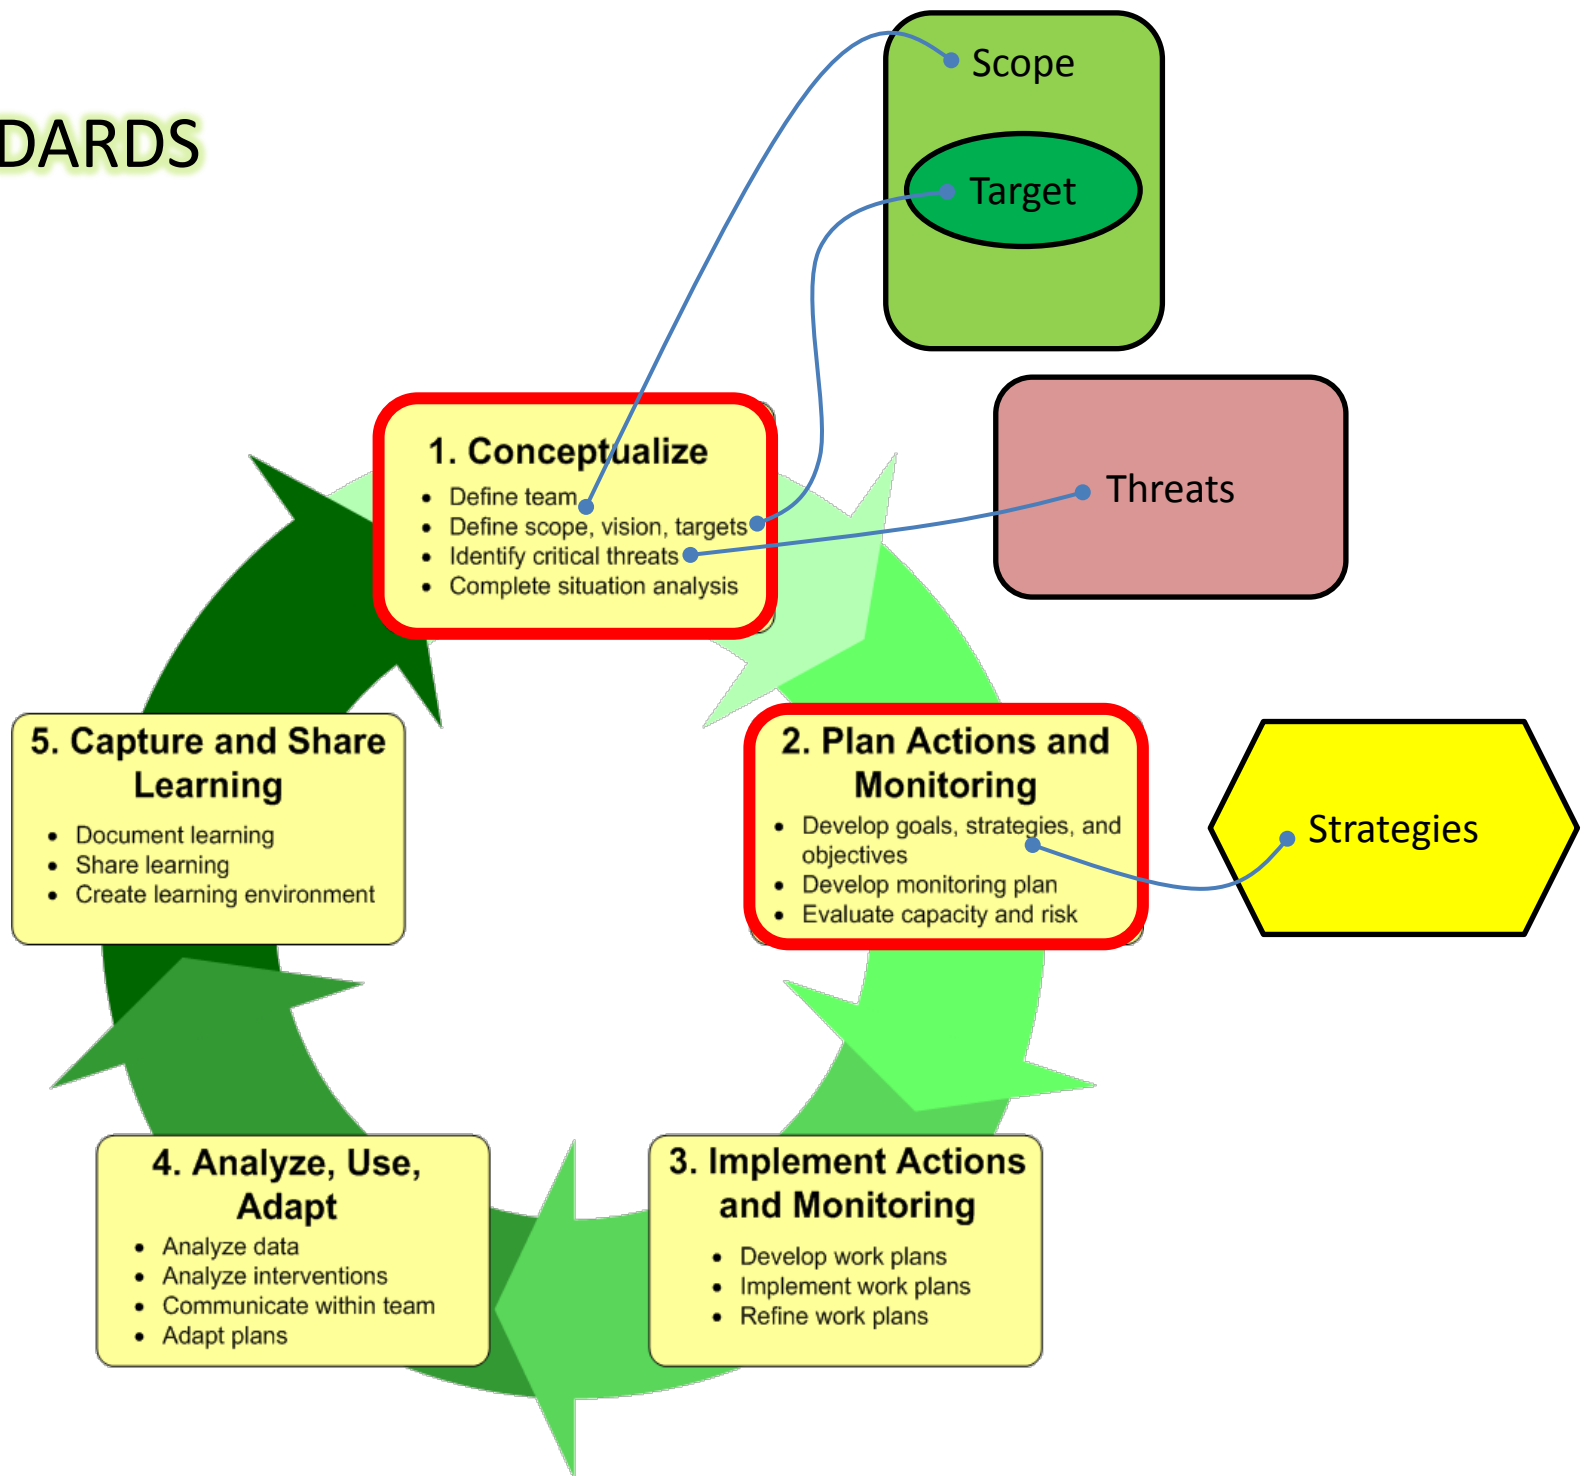 DARDS
Scope
Target
Threats
1. Conceptualize
• Define team
• Define scope, vision, targets
• Identify critical threats
• Complete situation analysis
2. Plan Actions and
Monitoring
• Develop goals, strategies, and
objectives
• Develop monitoring plan
• Evaluate capacity and risk
Strategies
3. Implement Actions
and Monitoring
• Develop work plans
• Implement work plans
• Refine work plans
4. Analyze, Use,
Adapt
• Analyze data
• Analyze interventions
• Communicate within team
• Adapt plans
5. Capture and Share
Learning
• Document learning
• Share learning
• Create learning environment